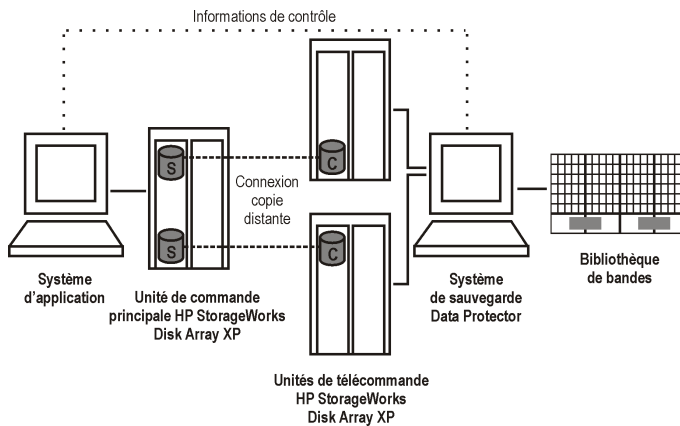 Informations de contrôle
S
C
Connexion
copie
distante
S
C
Système
d'application
Unité de commande
principale HP StorageWorks
Disk Array XP
Système
de sauvegarde
Data Protector
Bibliothèque
de bandes
Unités de télécommande
HP StorageWorks
Disk Array XP